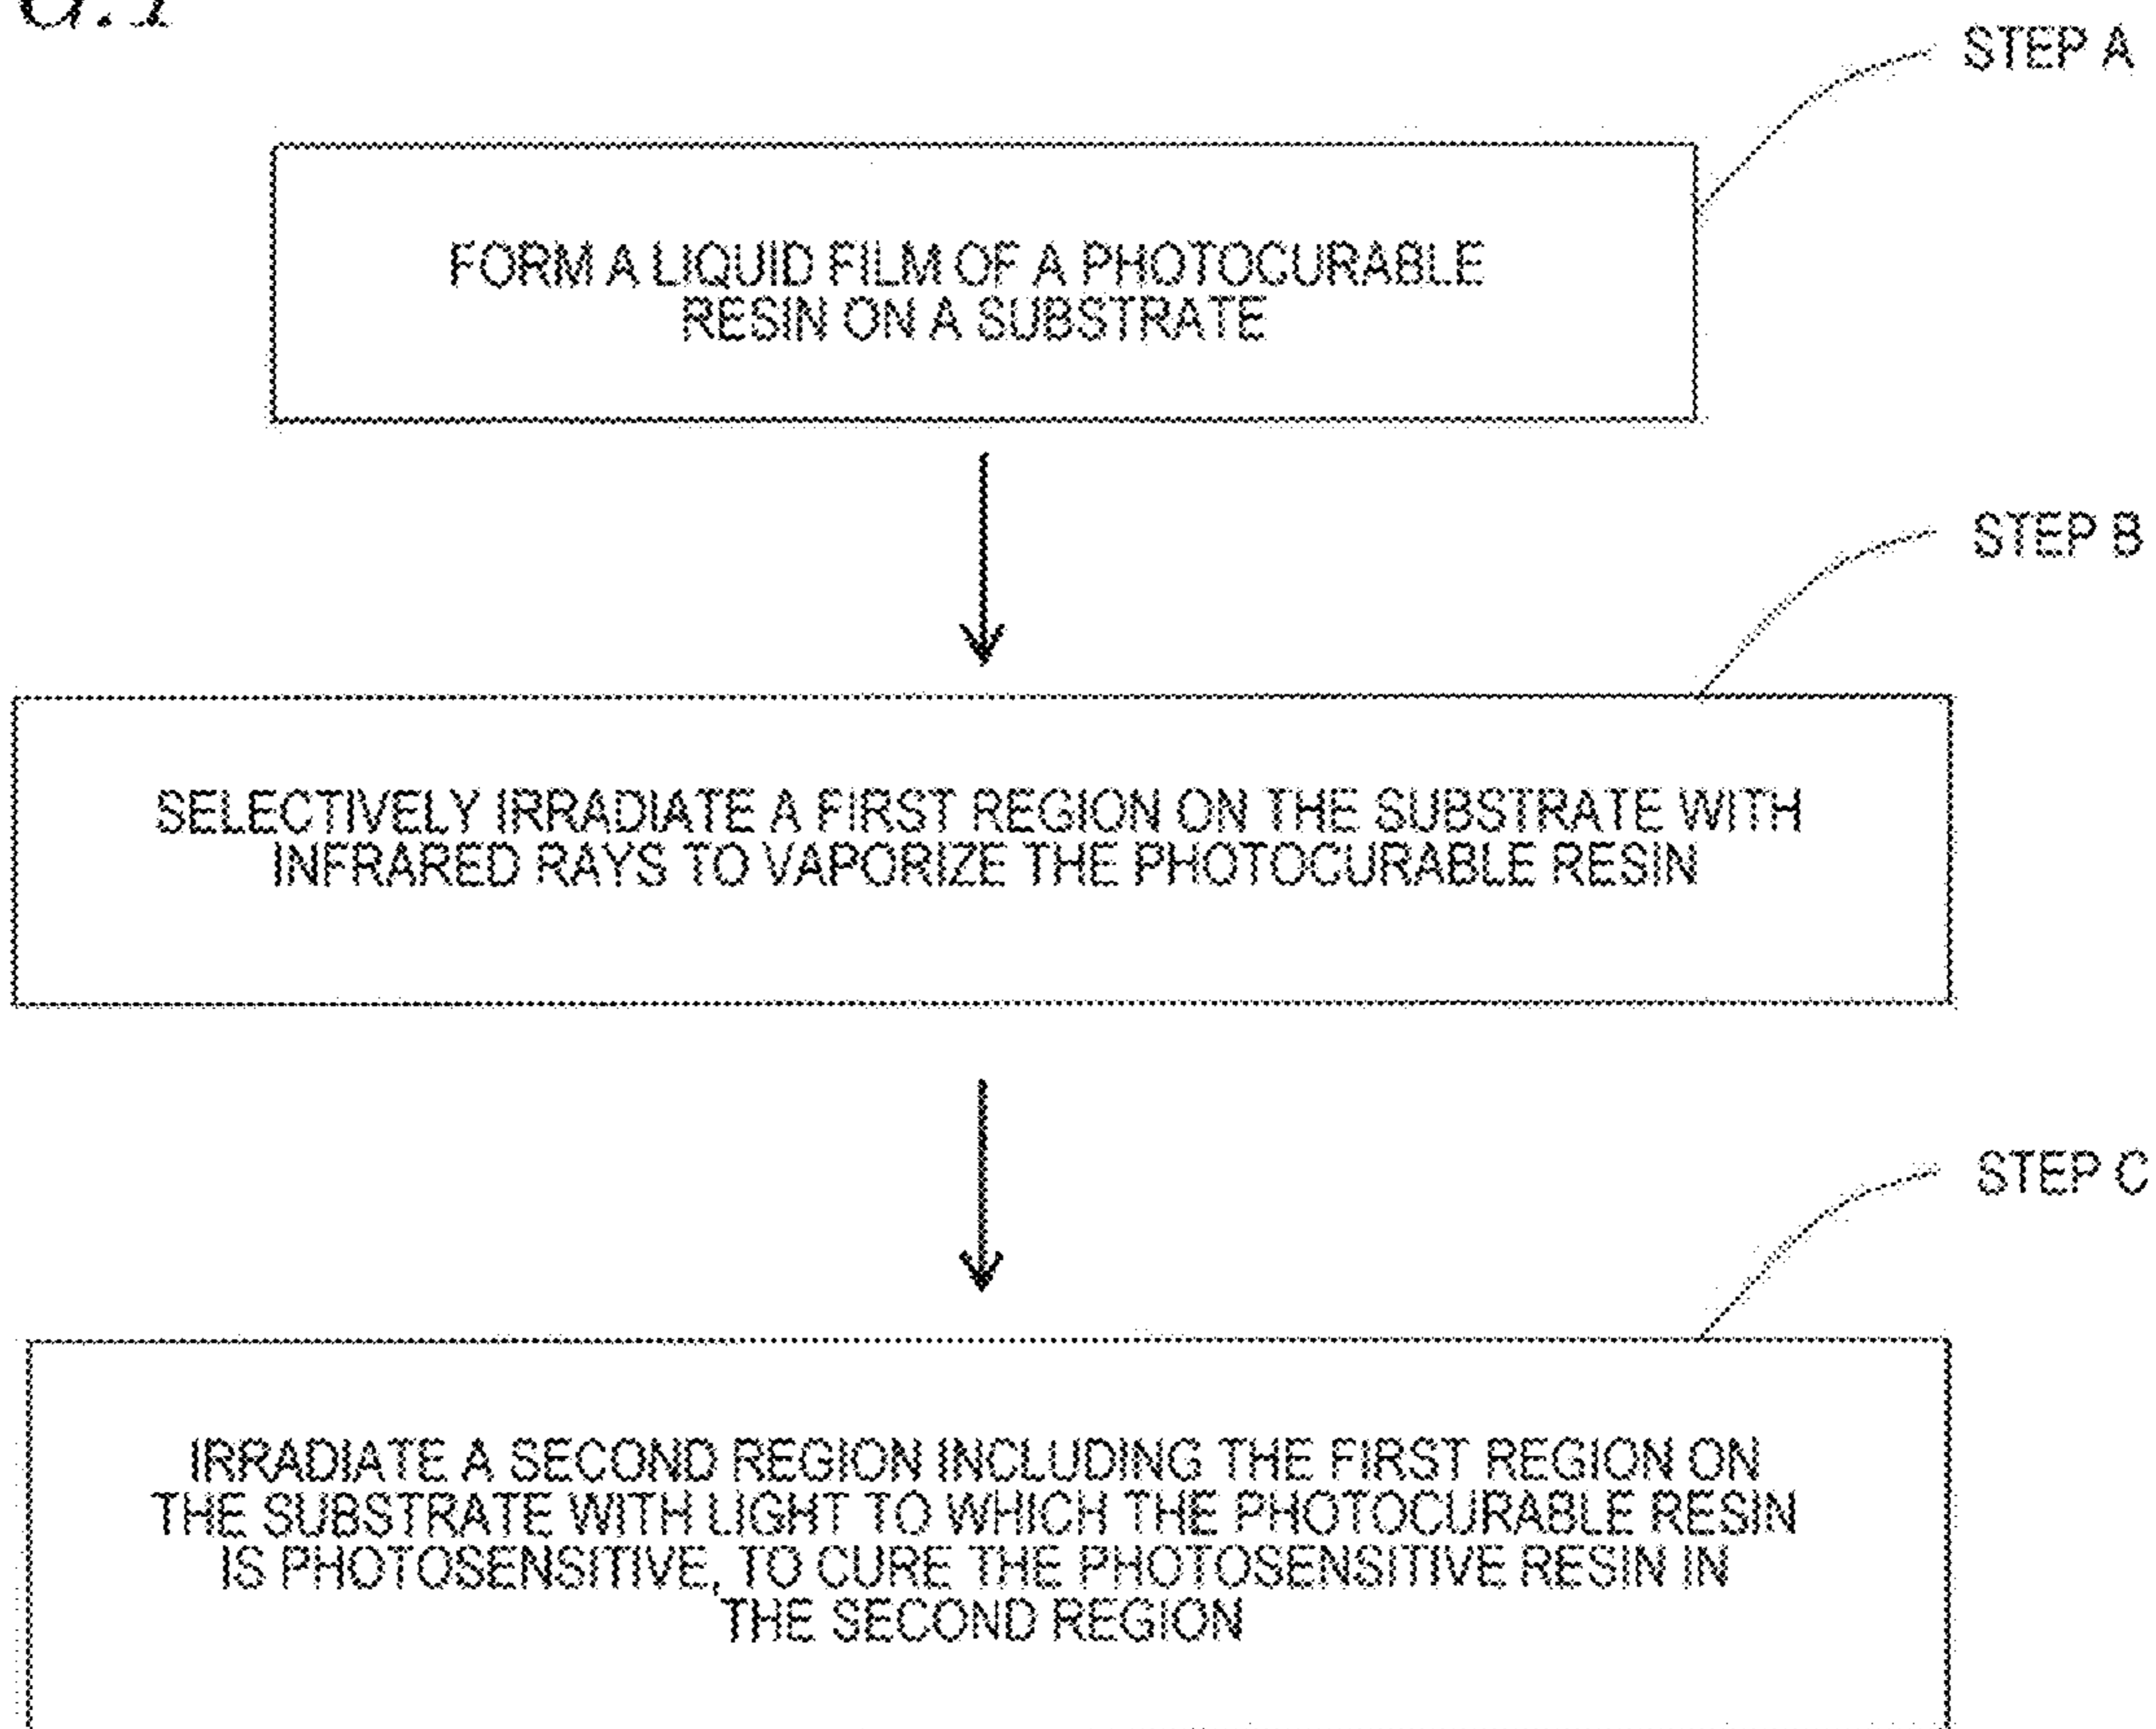 STEP A
FORM A LIQUID FILM OF A PHOTOCURABLE
RESIN ON A SUBSTRATE
STEP B
SELECTIVELY IRRADIATE A FIRST REGION ON THE SUBSTRATE WITH
INFRARED RAYS TO VAPORIZE THE PHOTOCURABLE RESIN
STEP C
IRRADIATE A SECOND REGION INCLUDING THE FIRST REGION ON
THE SUBSTRATE WITH LIGHT TO WHICH THE PHOTOCURABLE RESIN
IS PHOTOSENSITIVE, TO CURE THE PHOTOSENSITIVE RESIN IN
THE SECOND REGION